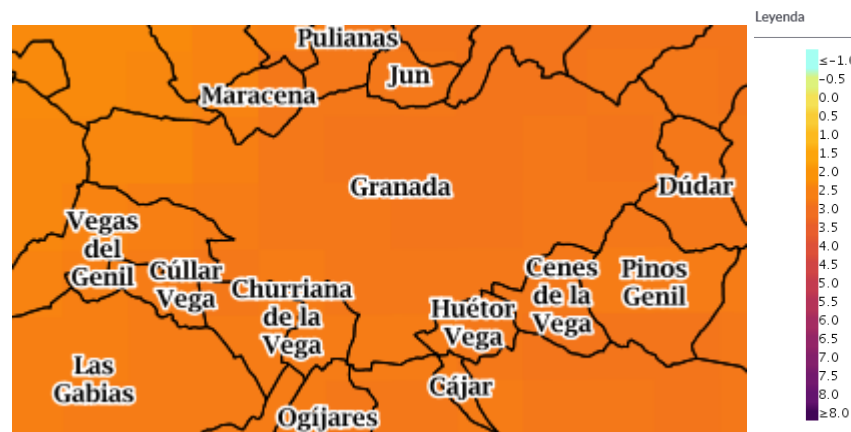 Leyenda
Pulianas
Jun
Maracena
Granada
Dúdar
Vegas
del
Genil
Cúllar
Vega
Churriana
de la
Vega
Huétor
Vega
Cenes
de la
Vega
Pinos
Genil
Las
Gabias
Cájar
Ogíjares
≤-1.0
-0.5
0.0
0.5
1.0
1.5
2.0
2.5
3.0
3.5
4.0
4.5
5.0
5.5
6.0
6.5
7.0
7.5
8.0
≥8.0